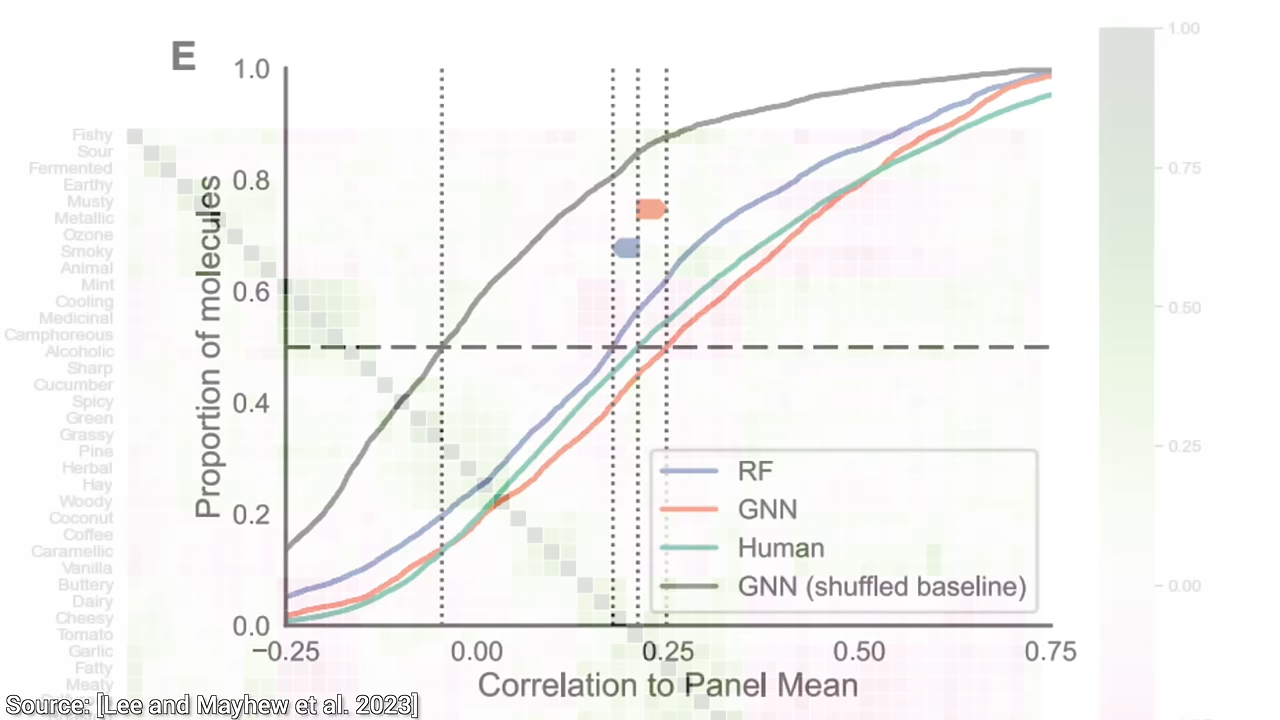 E
1.0
0.8
0.6
0.4
0.2
0.0
Proportion of molecules
−0.25 0.00 0.25 0.50 0.75
Correlation to Panel Mean
RF
GNN
Human
GNN (shuffled baseline)
Fishy
Sour
Fermented
Earthy
Musty
Metallic
Ozone
Smoky
Animal
Mint
Cooling
Medicinal
Camphoreous
Alcoholic
Sharp
Cucumber
Spicy
Green
Grassy
Pine
Herbal
Hay
Woody
Coconut
Coffee
Caramellic
Vanilla
Buttery
Dairy
Cheesy
Tomato
Garlic
Fatty
Meaty
1.00
0.75
0.50
0.25
0.00
Source: [Lee and Mayhew et al. 2023]